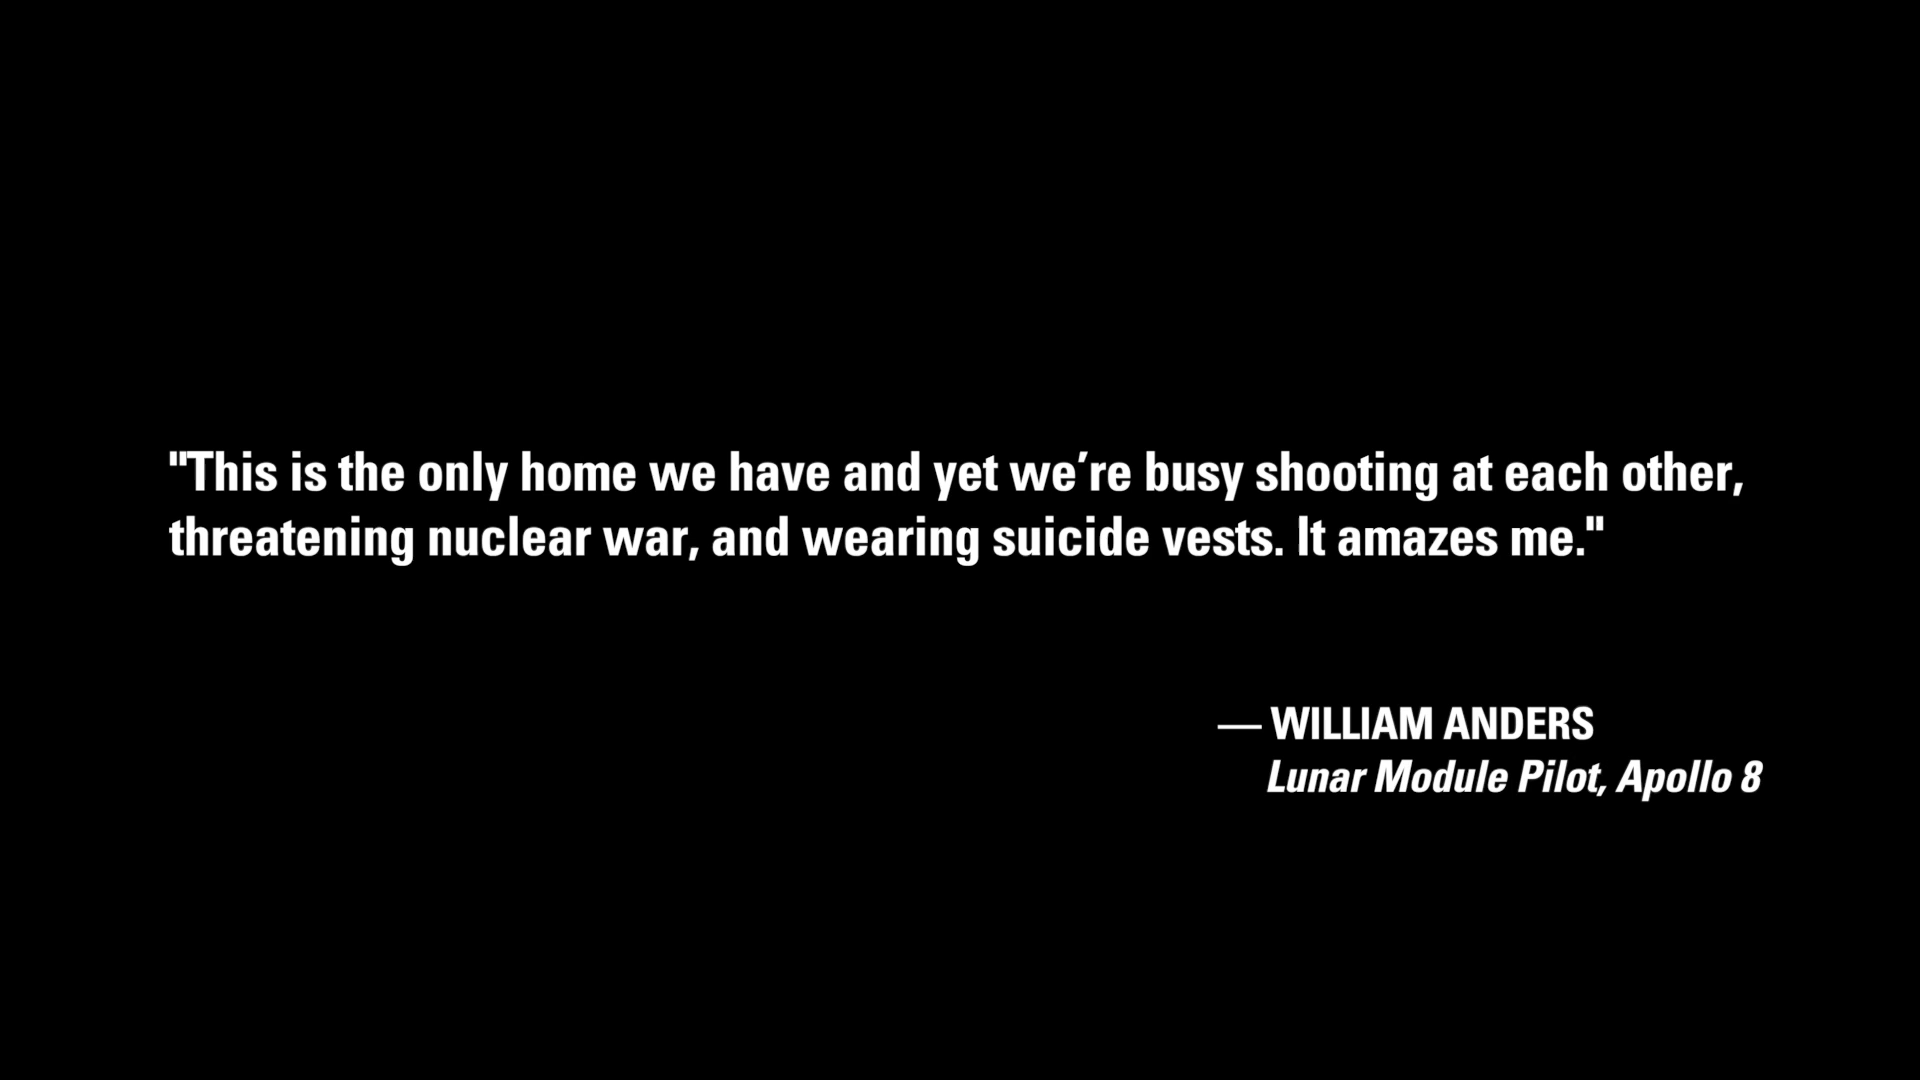 "This is the only home we have and yet we’re busy shooting at each other,
threatening nuclear war, and wearing suicide vests. It amazes me."
— WILLIAM ANDERS
Lunar Module Pilot, Apollo 8